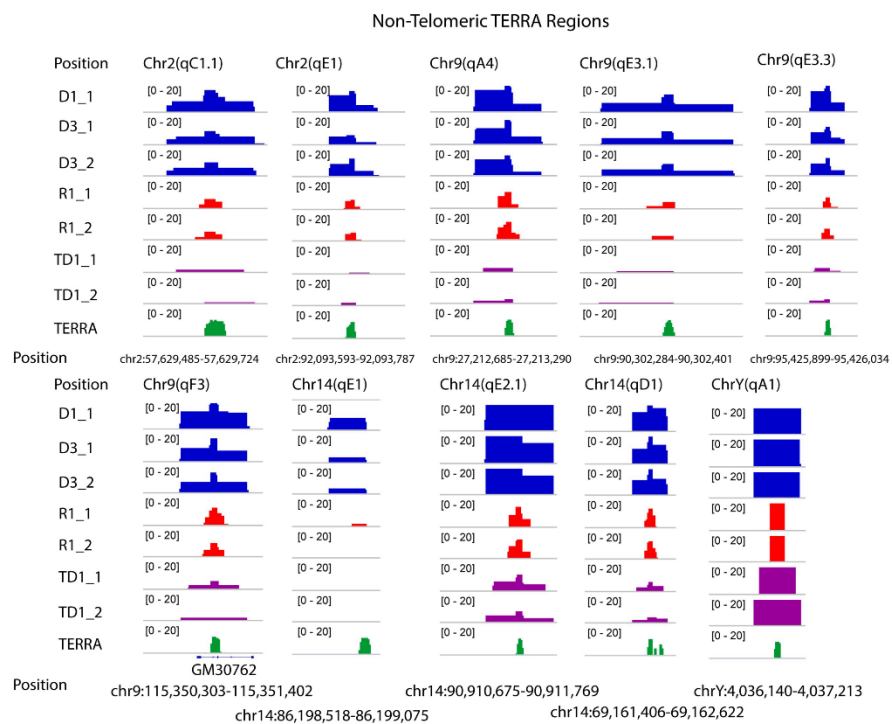 Non-Telomeric TERRA Regions
Position Chr2(qC1.1) Chr2(qE1) Chr9(qA4) Chr9(qE3.1) Chr9(qE3.3)
D1_1 [0 - 20] [0 - 20] [0 - 20] [0 - 20] [0 - 20]
D3_1 [0 - 20] [0 - 20] [0 - 20] [0 - 20] [0 - 20]
D3_2 [0 - 20] [0 - 20] [0 - 20] [0 - 20] [0 - 20]
R1_1 [0 - 20] [0 - 20] [0 - 20] [0 - 20] [0 - 20]
R1_2 [0 - 20] [0 - 20] [0 - 20] [0 - 20] [0 - 20]
TD1_1 [0 - 20] [0 - 20] [0 - 20] [0 - 20] [0 - 20]
TD1_2 [0 - 20] [0 - 20] [0 - 20] [0 - 20] [0 - 20]
TERRA [0 - 20] [0 - 20] [0 - 20] [0 - 20] [0 - 20]
Position chr2:57,629,485-57,629,724 chr2:92,093,593-92,093,787 chr9:27,212,685-27,213,290 chr9:90,302,284-90,302,401 chr9:95,425,899-95,426,034
Position Chr9(qF3) Chr14(qE1) Chr14(qE2.1) Chr14(qD1) ChrY(qA1)
D1_1 [0 - 20] [0 - 20] [0 - 20] [0 - 20] [0 - 20]
D3_1 [0 - 20] [0 - 20] [0 - 20] [0 - 20] [0 - 20]
D3_2 [0 - 20] [0 - 20] [0 - 20] [0 - 20] [0 - 20]
R1_1 [0 - 20] [0 - 20] [0 - 20] [0 - 20] [0 - 20]
R1_2 [0 - 20] [0 - 20] [0 - 20] [0 - 20] [0 - 20]
TD1_1 [0 - 20] [0 - 20] [0 - 20] [0 - 20] [0 - 20]
TD1_2 [0 - 20] [0 - 20] [0 - 20] [0 - 20] [0 - 20]
TERRA [0 - 20] [0 - 20] [0 - 20] [0 - 20] [0 - 20]
GM30762
Position chr9:115,350,303-115,351,402 chr14:90,910,675-90,911,769 chrY:4,036,140-4,037,213
chr14:86,198,518-86,199,075 chr14:69,161,406-69,162,622